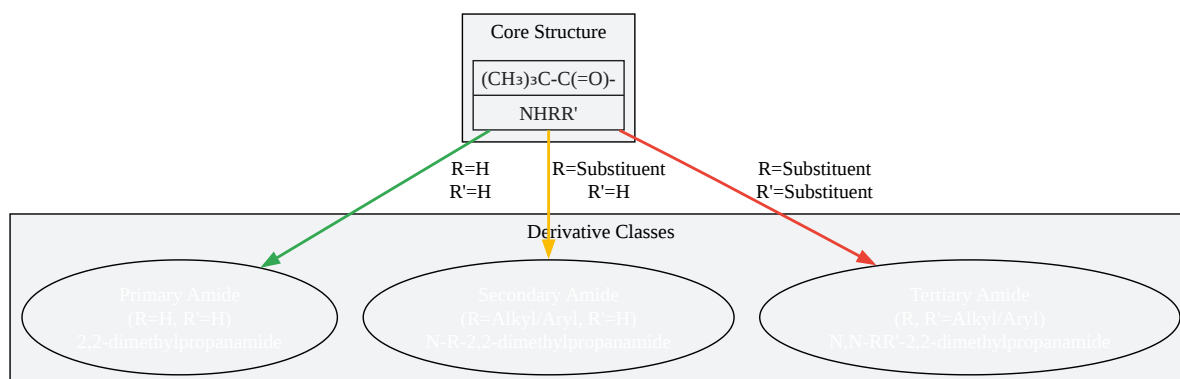 Core Structure
(CH₃)₃C-C(=O)-
NHRR'
R=H
R'=H
R=Substituent
R'=H
R=Substituent
R'=Substituent
Derivative Classes
Primary Amide
(R=H, R'=H)
2,2-dimethylpropanamide
Secondary Amide
(R=Alkyl/Aryl, R'=H)
N-R-2,2-dimethylpropanamide
Tertiary Amide
(R, R'=Alkyl/Aryl)
N,N-RR'-2,2-dimethylpropanamide